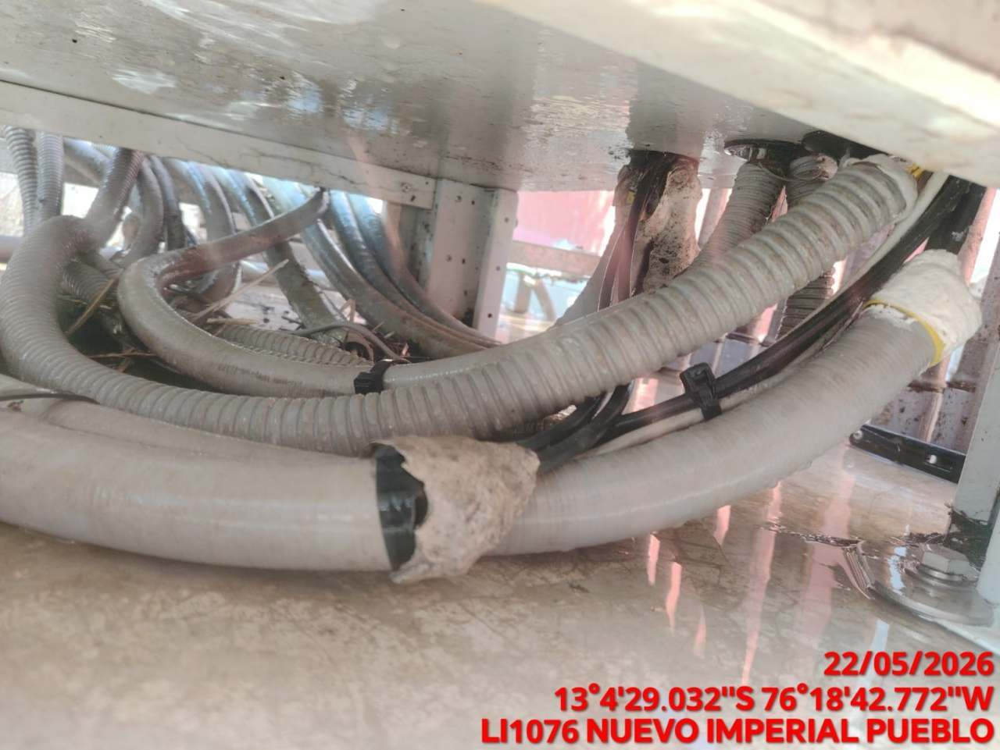 22/05/2026
13°4'29.032"S 76°18'42.772"W
LI1076 NUEVO IMPERIAL PUEBLO